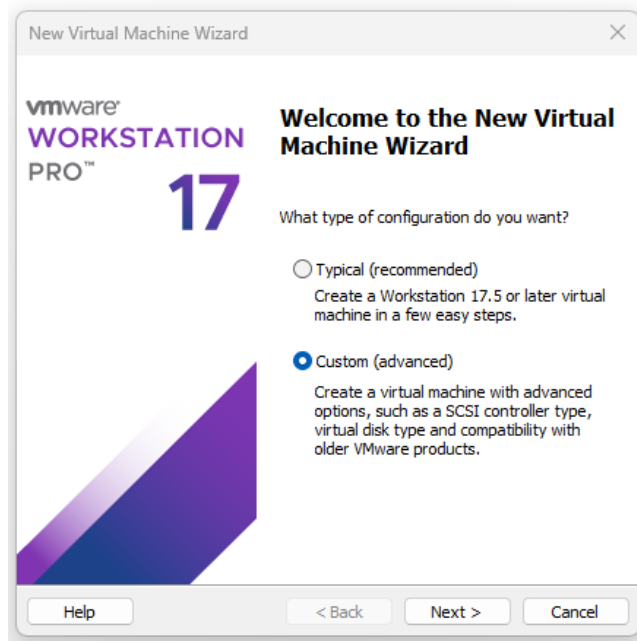 New Virtual Machine Wizard
vmware®
WORKSTATION
PRO™
17
Welcome to the New Virtual
Machine Wizard
What type of configuration do you want?
Typical (recommended)
Create a Workstation 17.5 or later virtual
machine in a few easy steps.
Custom (advanced)
Create a virtual machine with advanced
options, such as a SCSI controller type,
virtual disk type and compatibility with
older VMware products.
Help
< Back
Next >
Cancel